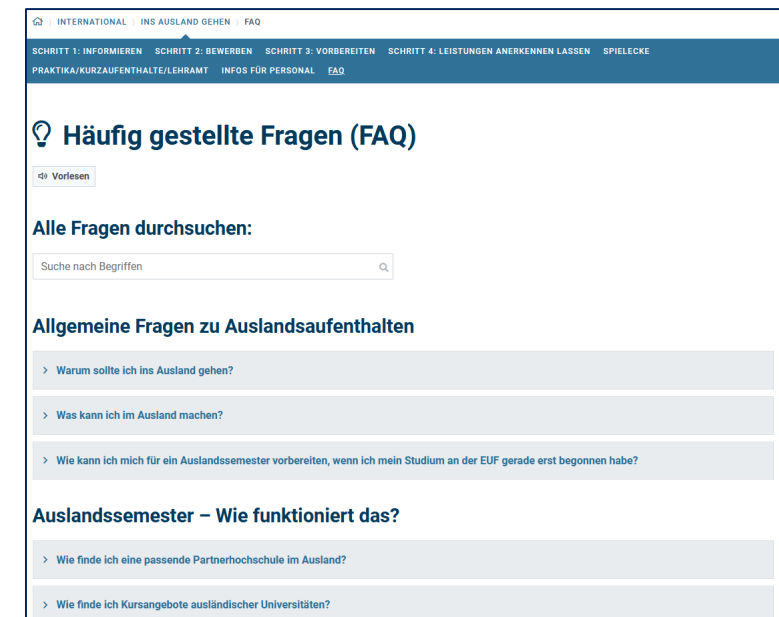 INTERNATIONAL | INS AUSLAND GEHEN | FAQ
SCHRITT 1: INFORMIEREN SCHRITT 2: BEWERBEN SCHRITT 3: VORBEREITEN SCHRITT 4: LEISTUNGEN ANERKENNEN LASSEN SPIELECKE
PRAKTIKA/KURZAUFENTHALTE/LEHRAMT INFOS FÜR PERSONAL FAQ
Häufig gestellte Fragen (FAQ)
Vorlesen
Alle Fragen durchsuchen:
Suche nach Begriffen
Allgemeine Fragen zu Auslandsaufenthalten
Warum sollte ich ins Ausland gehen?
Was kann ich im Ausland machen?
Wie kann ich mich für ein Auslandssemester vorbereiten, wenn ich mein Studium an der EUF gerade erst begonnen habe?
Auslandssemester – Wie funktioniert das?
Wie finde ich eine passende Partnerhochschule im Ausland?
Wie finde ich Kursangebote ausländischer Universitäten?